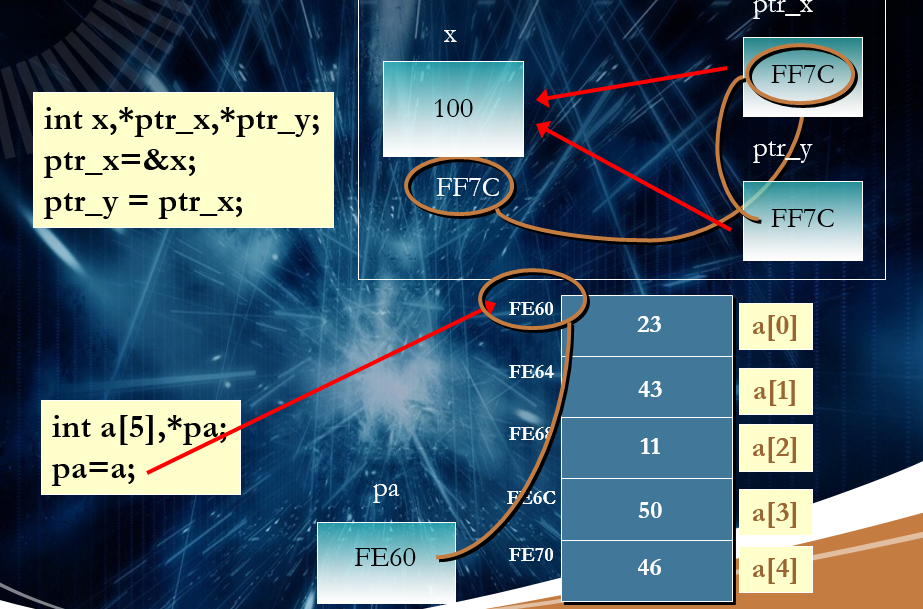 ptr_x
x
FF7C
100
int x,*ptr_x,*ptr_y;
ptr_x=&x;
ptr_y = ptr_x;
ptr_y
FF7C
FF7C
FE60
23
a[0]
FE64
43
a[1]
int a[5],*pa;
pa=a;
FE68
11
a[2]
pa
FE6C
50
a[3]
FE60
FE70
46
a[4]